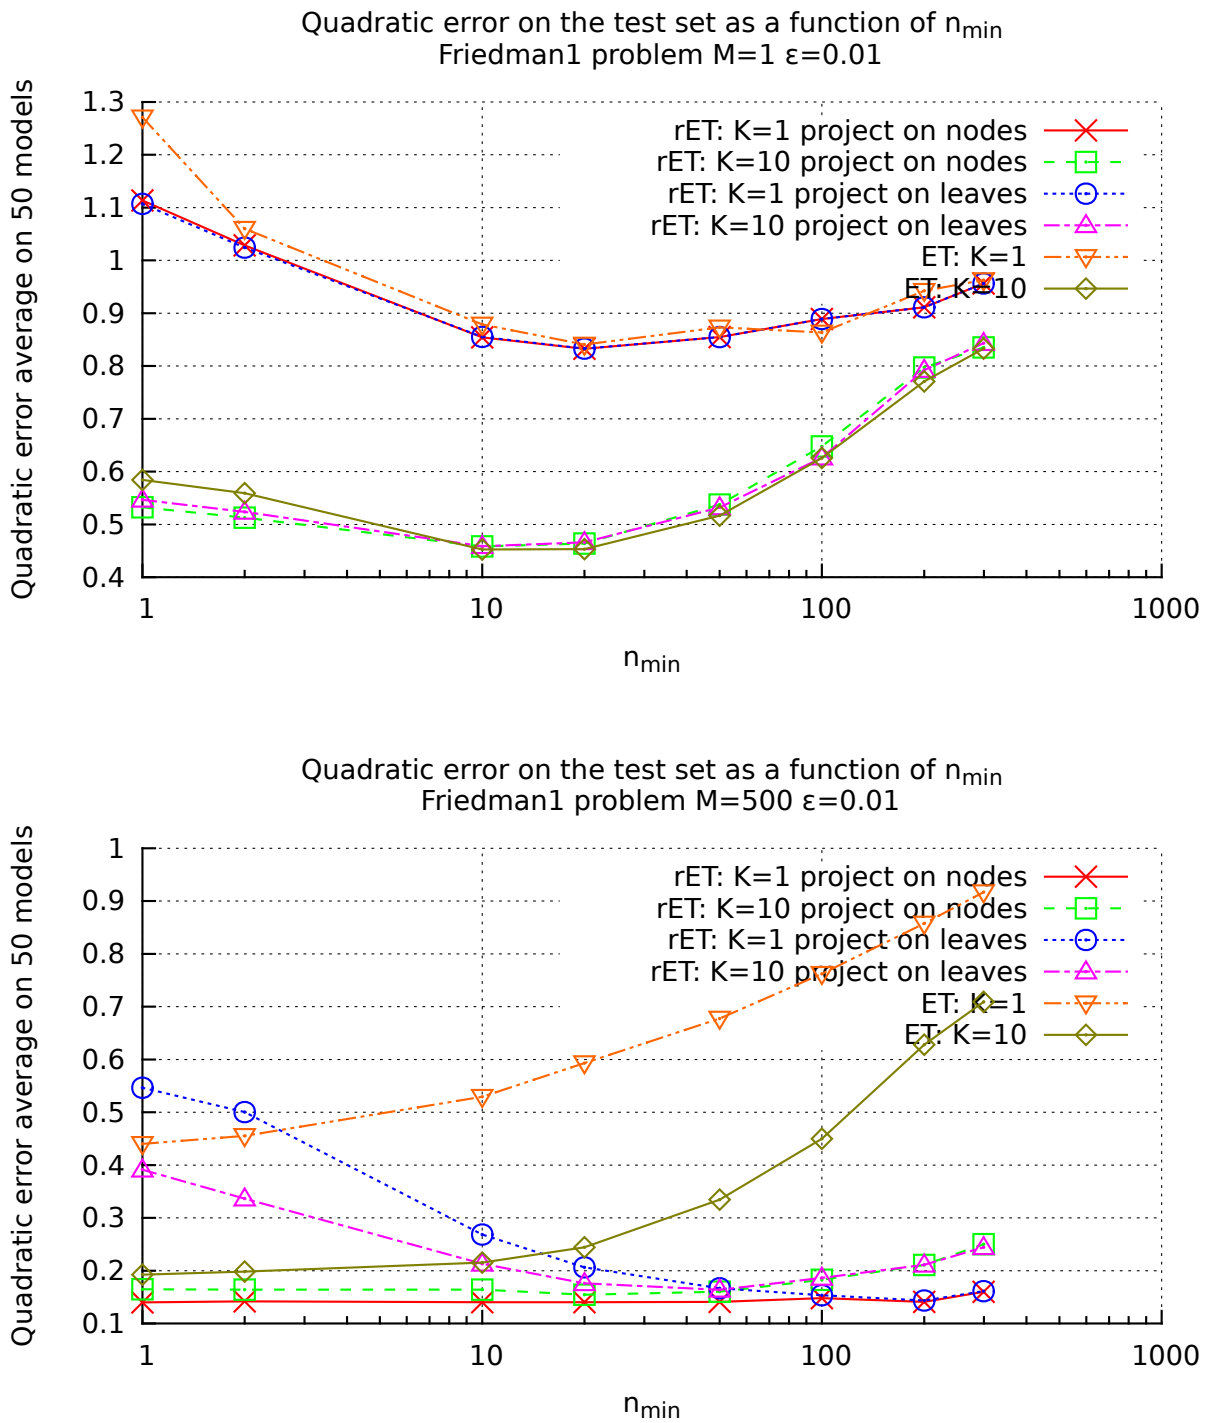 Quadratic error on the test set as a function of nmin
Friedman1 problem M=1 ε=0.01
Quadratic error average on 50 models
1.3
1.2
1.1
1
0.9
0.8
0.7
0.6
0.5
0.4
rET: K=1 project on nodes
rET: K=10 project on nodes
rET: K=1 project on leaves
rET: K=10 project on leaves
ET: K=1
ET: K=10
1 10 100 1000
nmin
Quadratic error on the test set as a function of nmin
Friedman1 problem M=500 ε=0.01
Quadratic error average on 50 models
1
0.9
0.8
0.7
0.6
0.5
0.4
0.3
0.2
0.1
rET: K=1 project on nodes
rET: K=10 project on nodes
rET: K=1 project on leaves
rET: K=10 project on leaves
ET: K=1
ET: K=10
1 10 100 1000
nmin